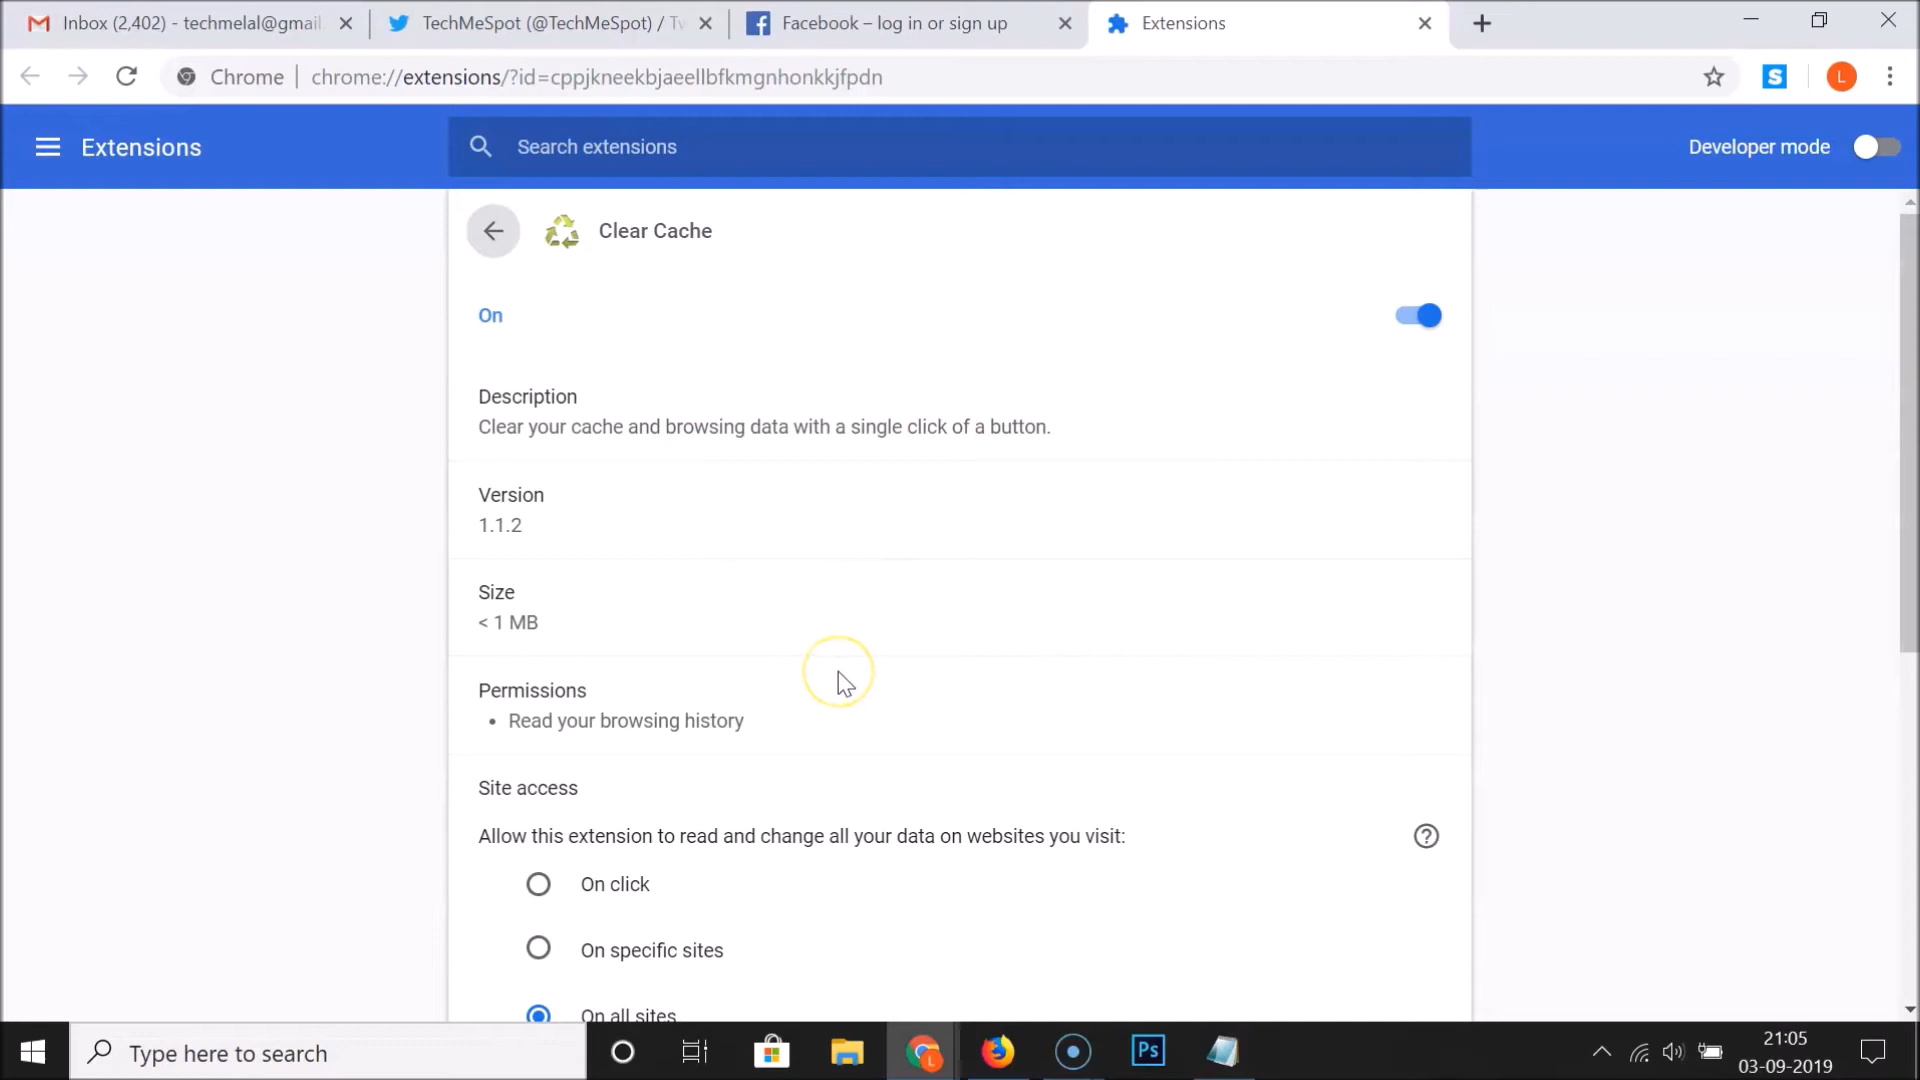 Inbox (2,402) - techmelal@gmail.
TechMeSpot (@TechMeSpot) / Tw
Facebook – log in or sign up
Extensions
Chrome
chrome://extensions/?id=cppjkneekbjaeellbfkmgnhonkkjfpdn
S
L
Extensions
Search extensions
Developer mode
Clear Cache
On
Description
Clear your cache and browsing data with a single click of a button.
Version
1.1.2
Size
< 1 MB
Permissions
• Read your browsing history
Site access
Allow this extension to read and change all your data on websites you visit:
?
On click
On specific sites
On all sites
Type here to search
L
Ps
21:05
03-09-2019